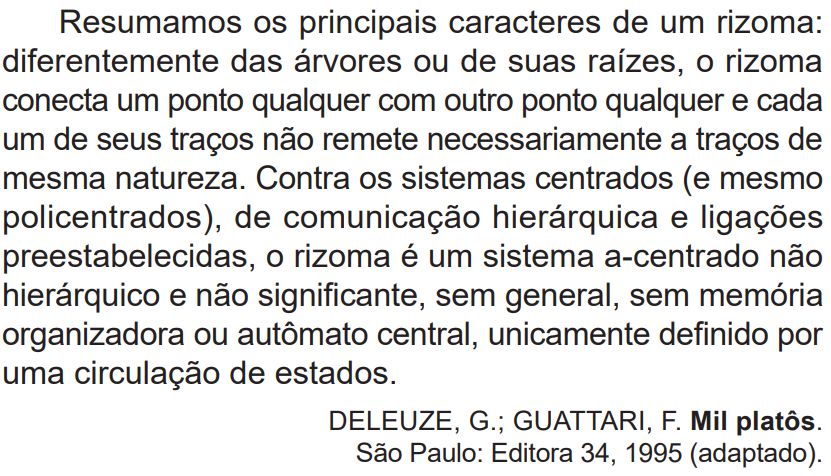 Resumamos os principais caracteres de um rizoma:
diferentemente das árvores ou de suas raízes, o rizoma
conecta um ponto qualquer com outro ponto qualquer e cada
um de seus traços não remete necessariamente a traços de
mesma natureza. Contra os sistemas centrados (e mesmo
policentrados), de comunicação hierárquica e ligações
preestabelecidas, o rizoma é um sistema a-centrado não
hierárquico e não significante, sem general, sem memória
organizadora ou autômato central, unicamente definido por
uma circulação de estados.
DELEUZE, G.; GUATTARI, F. Mil platôs.
São Paulo: Editora 34, 1995 (adaptado).